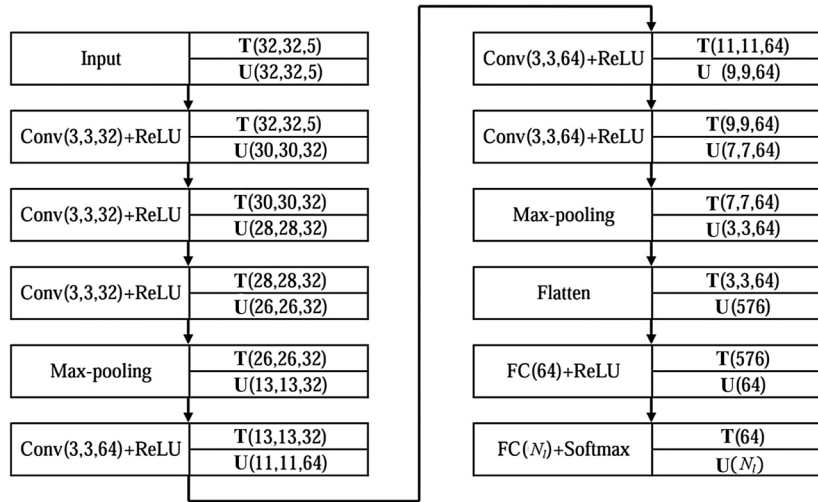 Input
T(32,32,5)
U(32,32,5)
Conv(3,3,32)+ReLU
T(32,32,5)
U(30,30,32)
Conv(3,3,32)+ReLU
T(30,30,32)
U(28,28,32)
Conv(3,3,32)+ReLU
T(28,28,32)
U(26,26,32)
Max-pooling
T(26,26,32)
U(13,13,32)
Conv(3,3,64)+ReLU
T(13,13,32)
U(11,11,64)
Conv(3,3,64)+ReLU
T(11,11,64)
U (9,9,64)
Conv(3,3,64)+ReLU
T(9,9,64)
U(7,7,64)
Max-pooling
T(7,7,64)
U(3,3,64)
Flatten
T(3,3,64)
U(576)
FC(64)+ReLU
T(576)
U(64)
FC(Nl)+Softmax
T(64)
U(Nl)